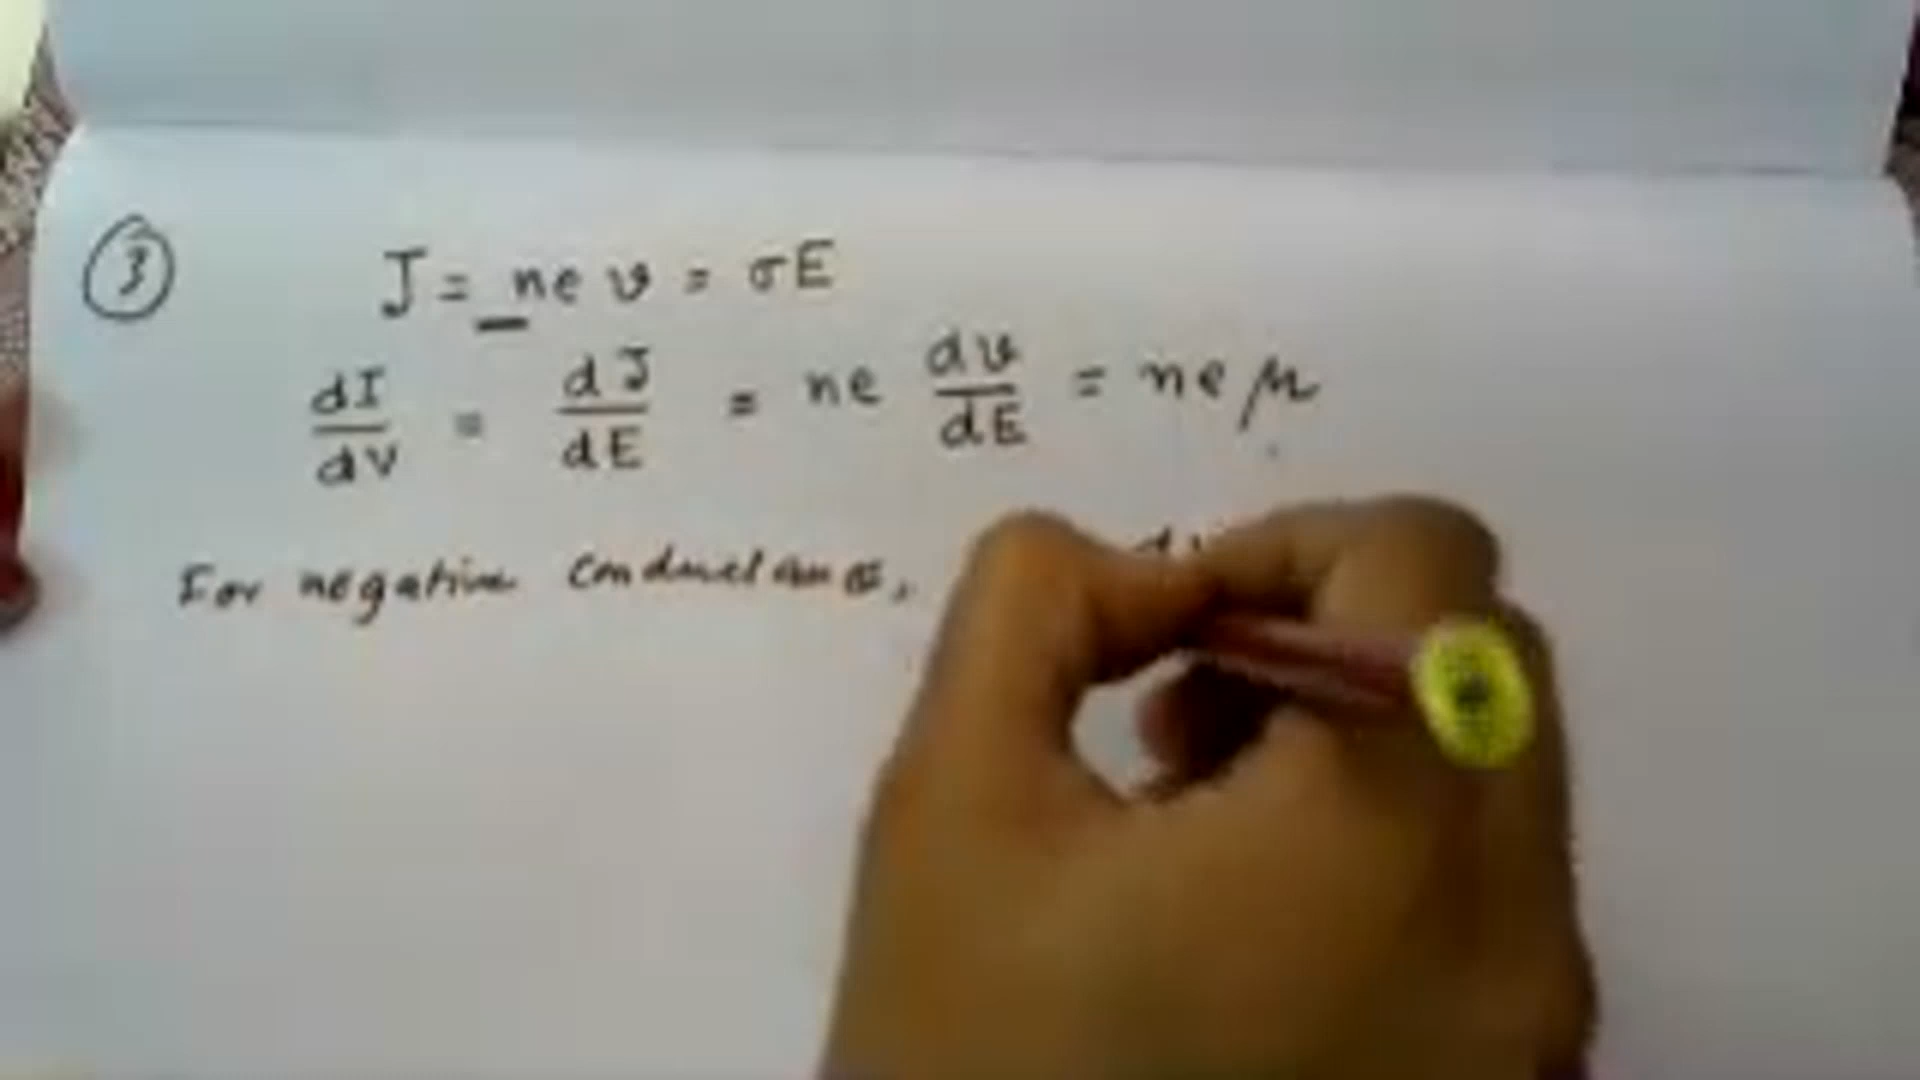 ③ J = ne v = σE
dI/dV = dJ/dE = ne dv/dE = ne μ
For negative conductance,